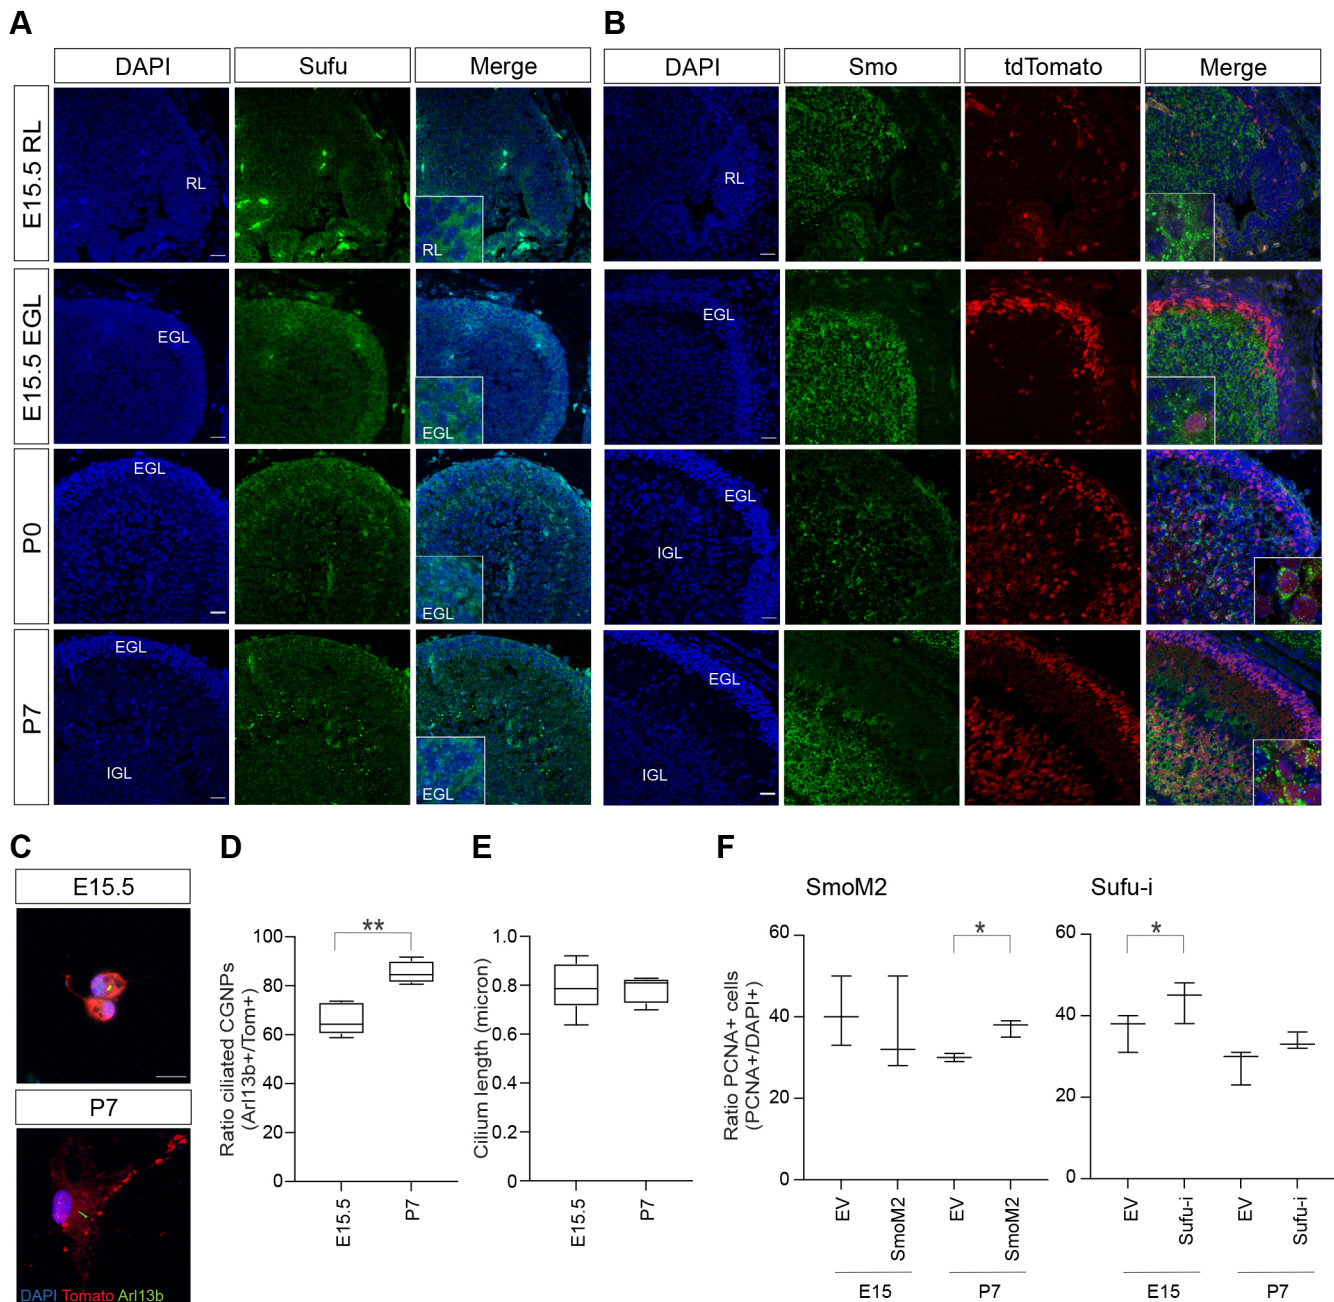 A
B
DAPI
Sufu
Merge
DAPI
Smo
tdTomato
Merge
E15.5 RL
RL
RL
RL
E15.5 EGL
EGL
EGL
EGL
P0
EGL
EGL
EGL
IGL
P7
EGL
IGL
EGL
EGL
IGL
C
E15.5
P7
DAPI Tomato Arl13b
D
Ratio ciliated CGNPs
(Arl13b+/Tom+)
100
80
60
40
20
0
**
E15.5
P7
E
Cilium length (micron)
1.0
0.8
0.6
0.4
0.2
0
E15.5
P7
F
SmoM2
Ratio PCNA+ cells
(PCNA+/DAPI+)
60
40
20
0
*
EV
SmoM2
EV
SmoM2
E15
P7
Sufu-i
60
40
20
0
*
EV
Sufu-i
EV
Sufu-i
E15
P7